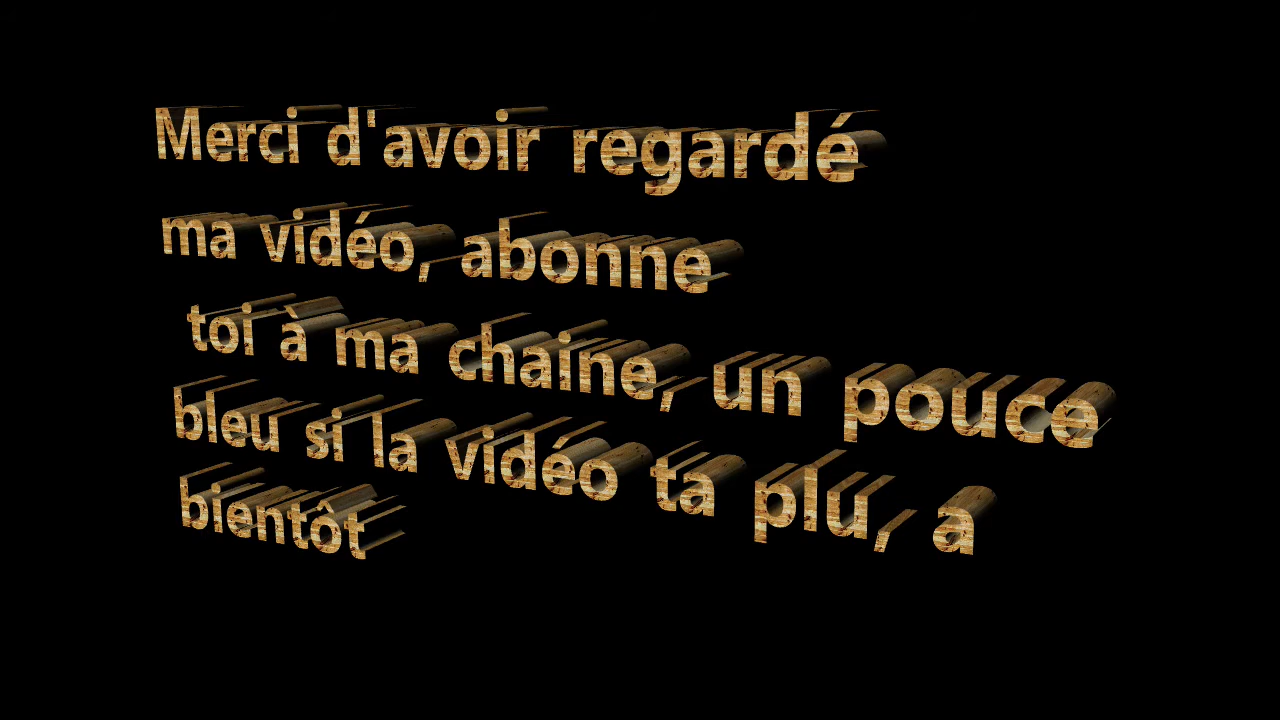 Merci d'avoir regardé
ma vidéo, abonne
toi à ma chaine, un pouce
bleu si la vidéo ta plu, a
bientôt